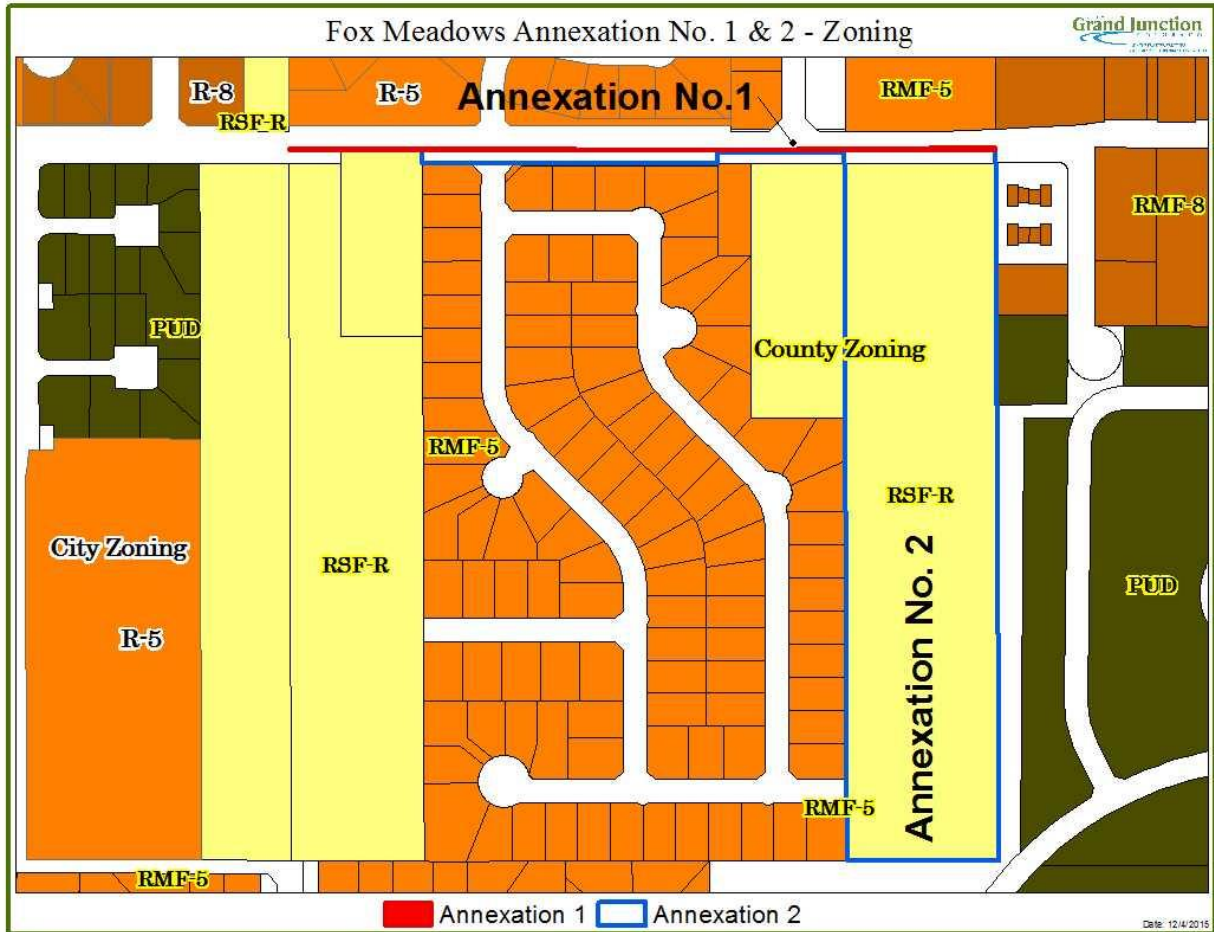 Fox Meadows Annexation No. 1 & 2 - Zoning
Grand Junction
COLORADO
R-8
R-5
Annexation No.1
RMF-5
RSF-R
RMF-8
PUD
County Zoning
RMF-5
RSF-R
City Zoning
RSF-R
Annexation No. 2
PUD
R-5
RMF-5
RMF-5
Annexation 1
Annexation 2
Date: 12/4/2015